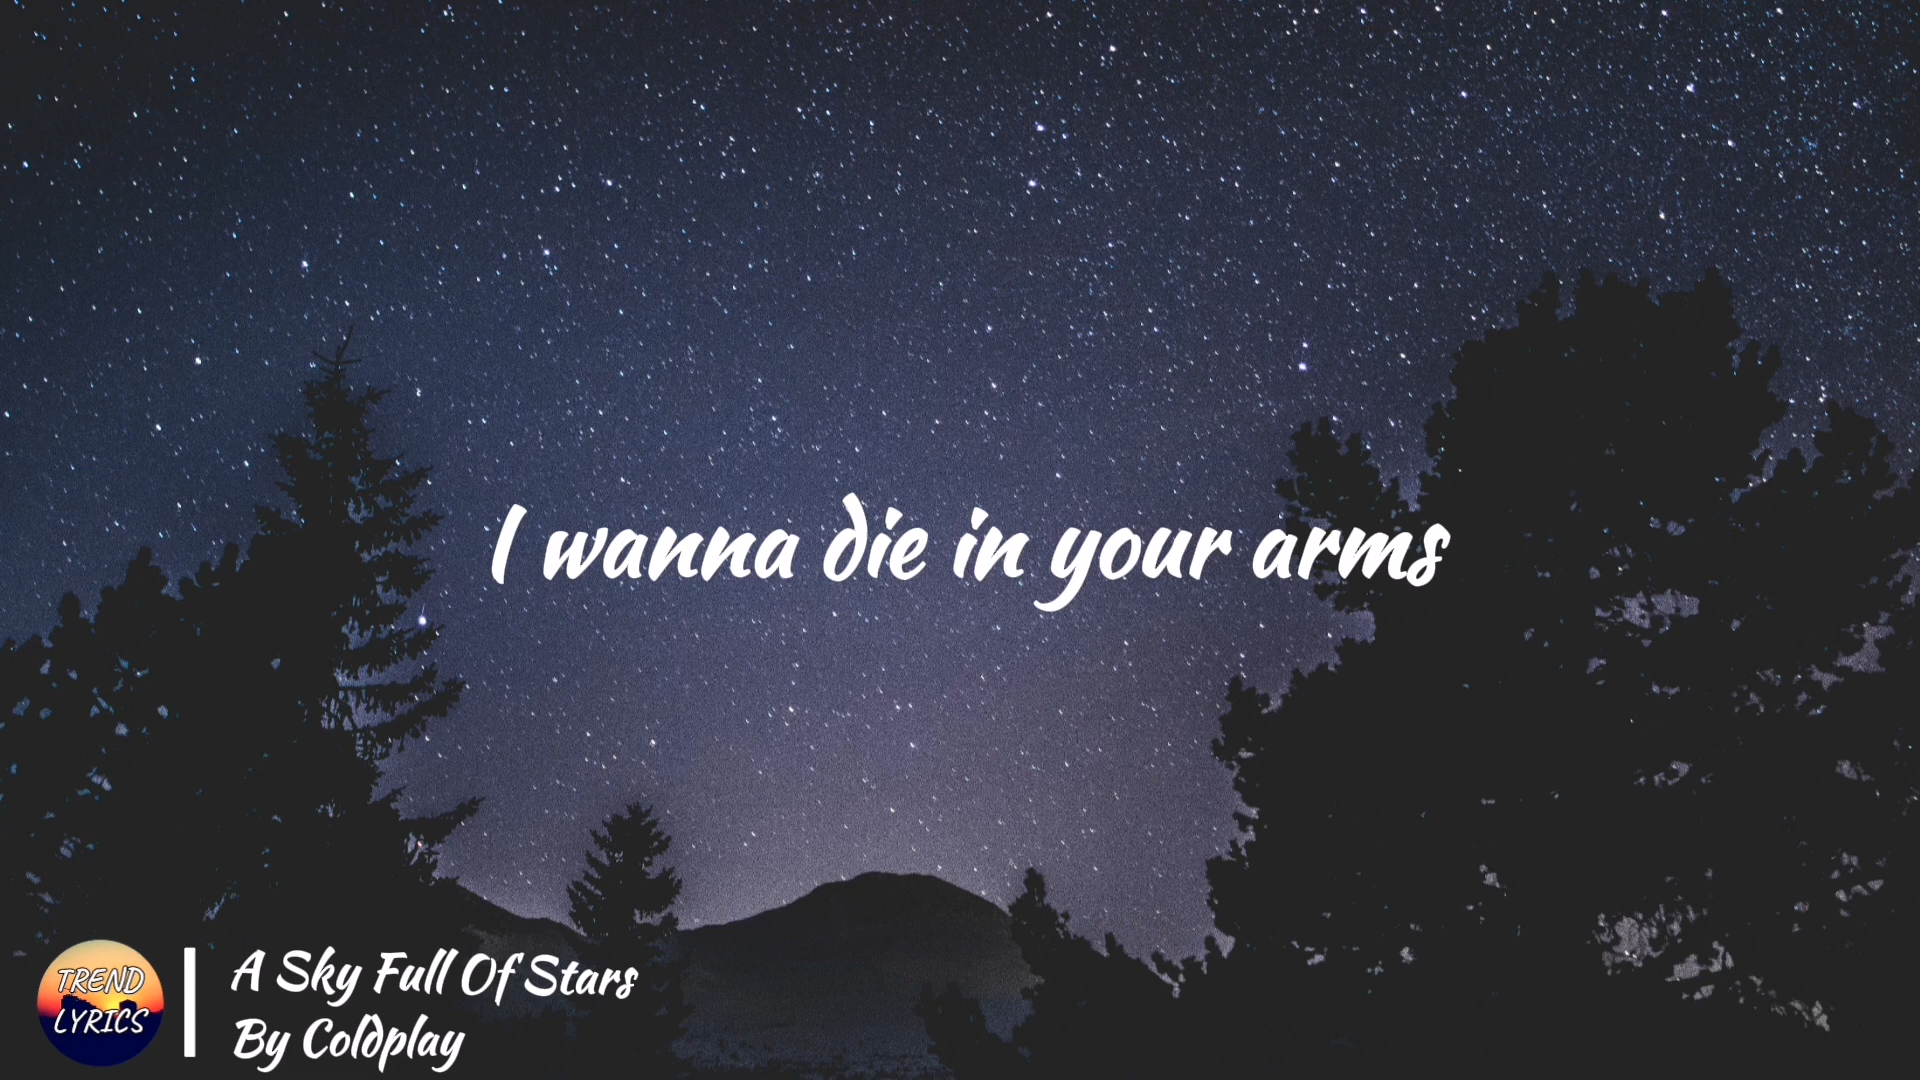 I wanna die in your arms
TREND
LYRICS
A Sky Full Of Stars
By Coldplay